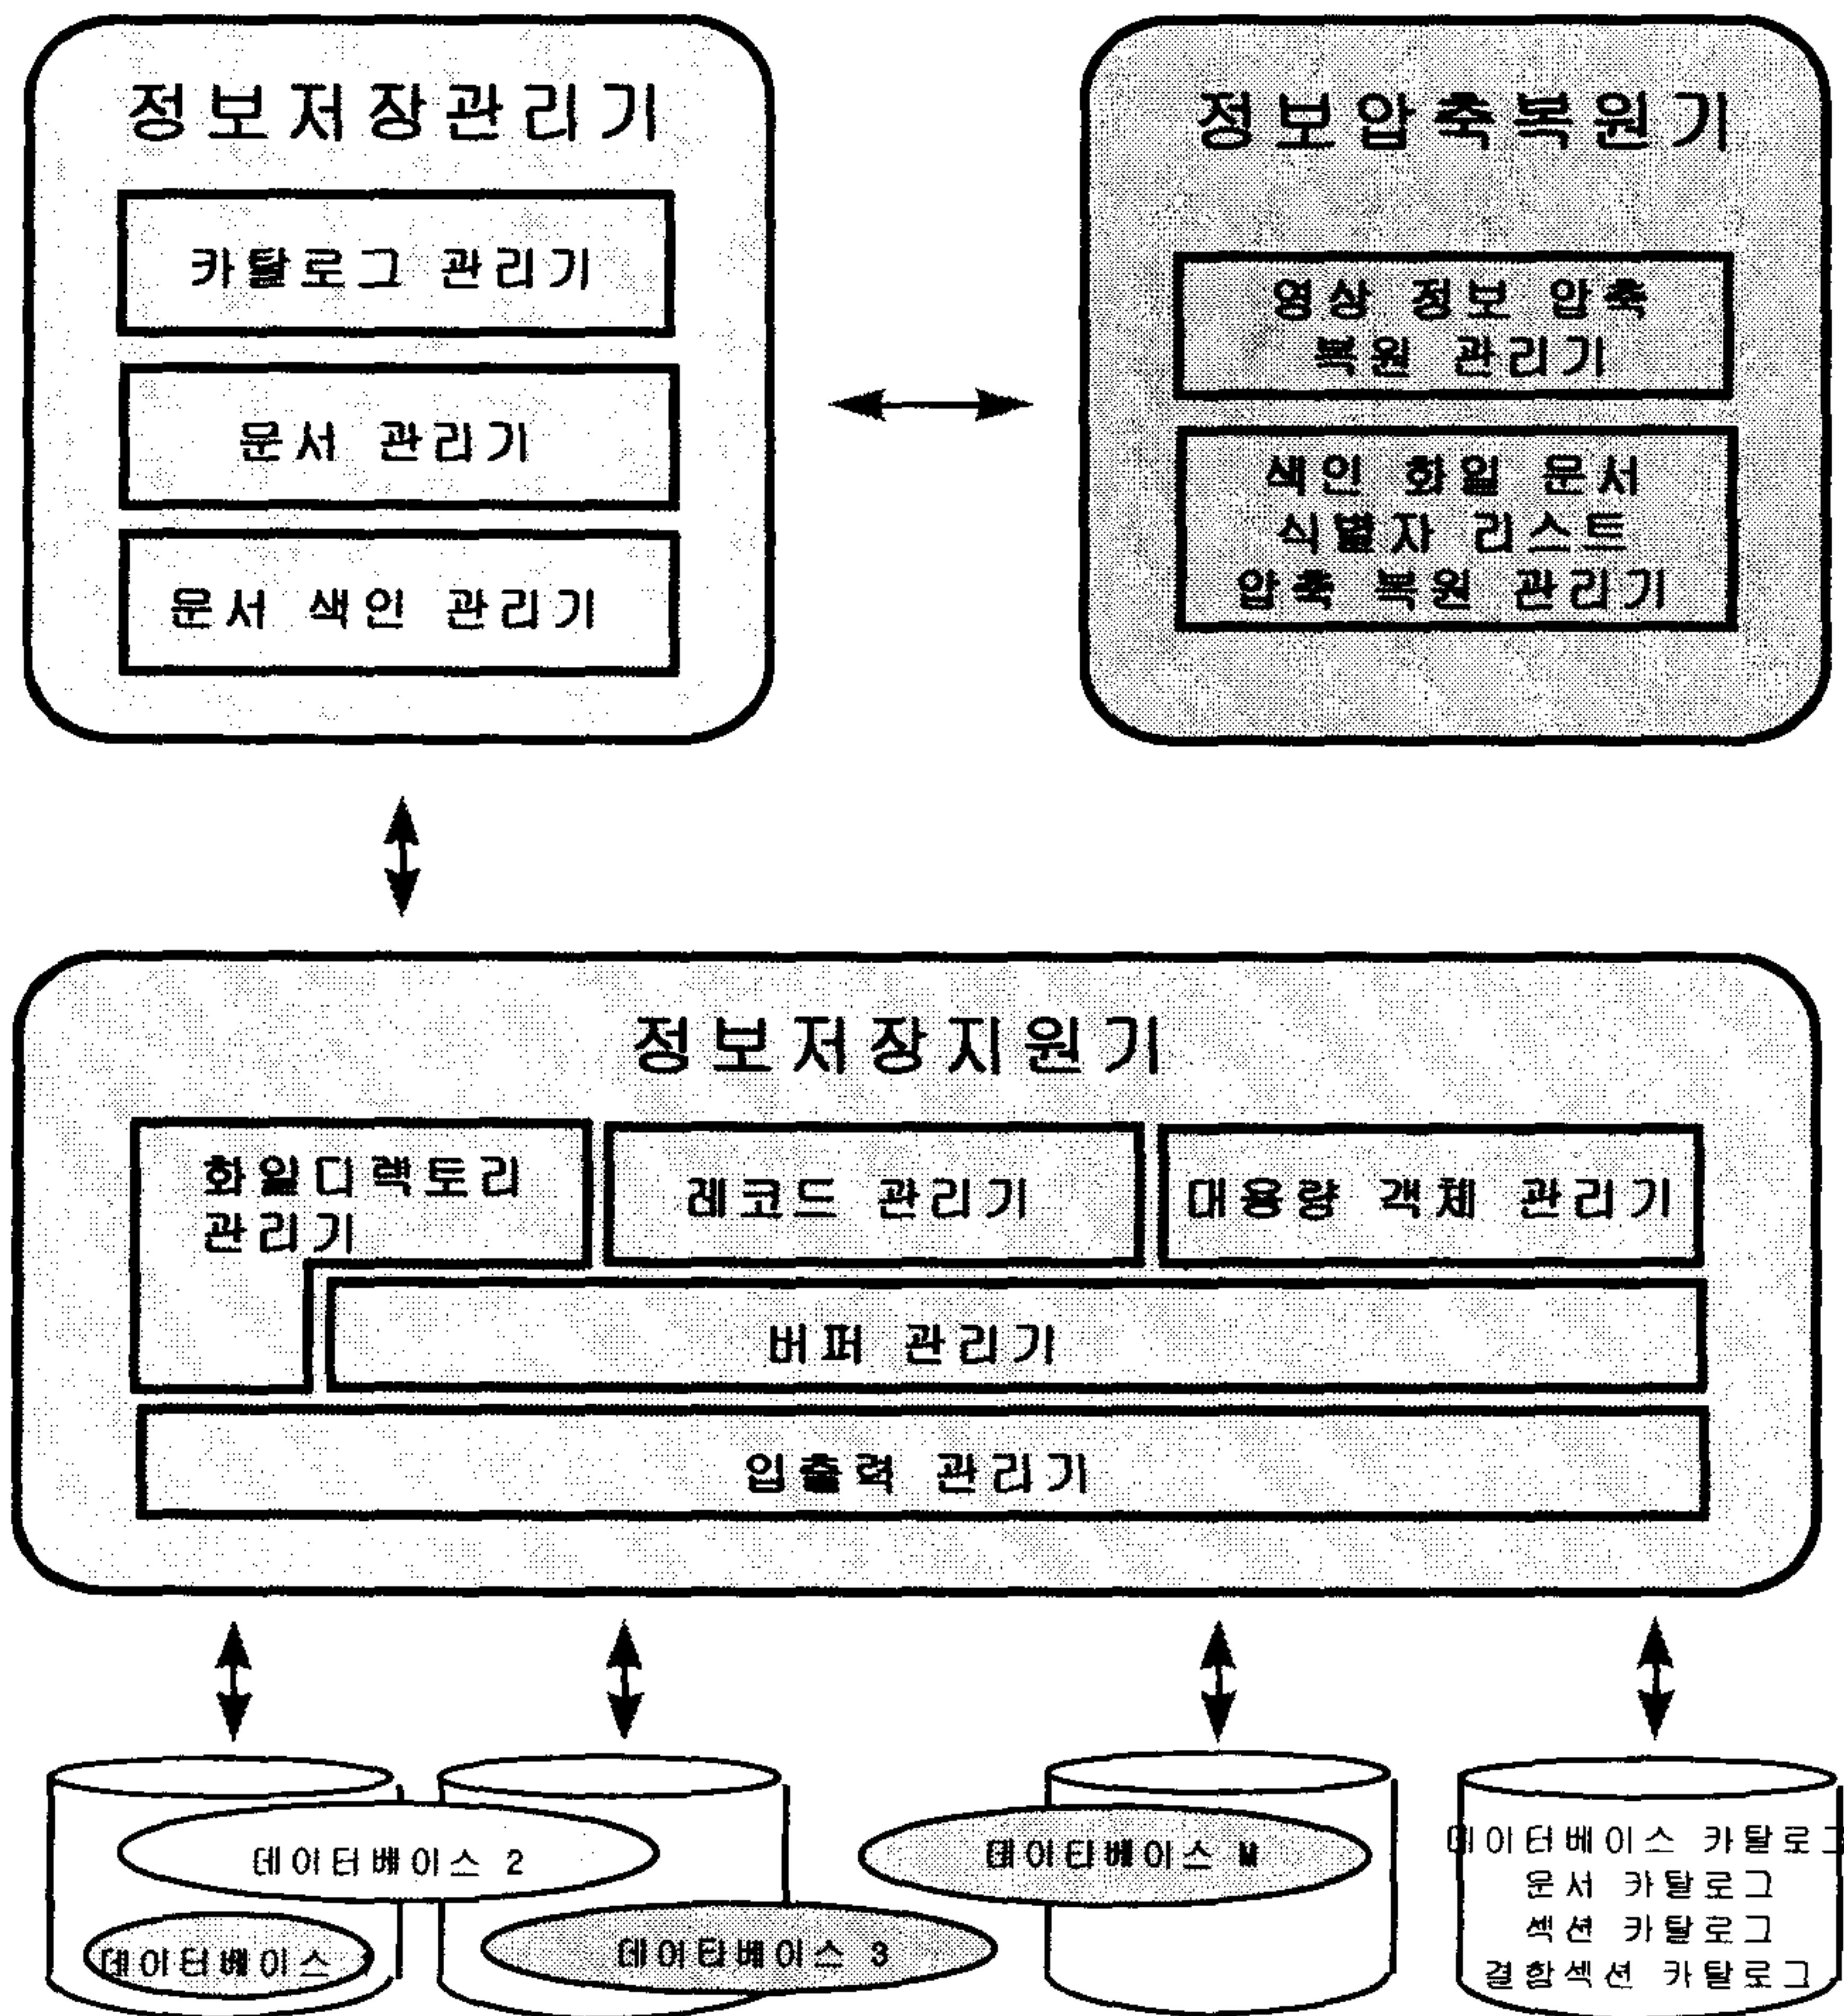 정보저장관리기
카탈로그 관리기
문서 관리기
문서 색인 관리기
정보압축복원기
영상 정보 압축
복원 관리기
색인 화일 문서
식별자 리스트
압축 복원 관리기
정보저장지원기
화일디렉토리
관리기
레코드 관리기
대용량 객체 관리기
버퍼 관리기
입출력 관리기
데이터베이스 2
데이터베이스 1
데이터베이스 3
데이터베이스 M
데이터베이스 카탈로그
문서 카탈로그
섹션 카탈로그
결합섹션 카탈로그